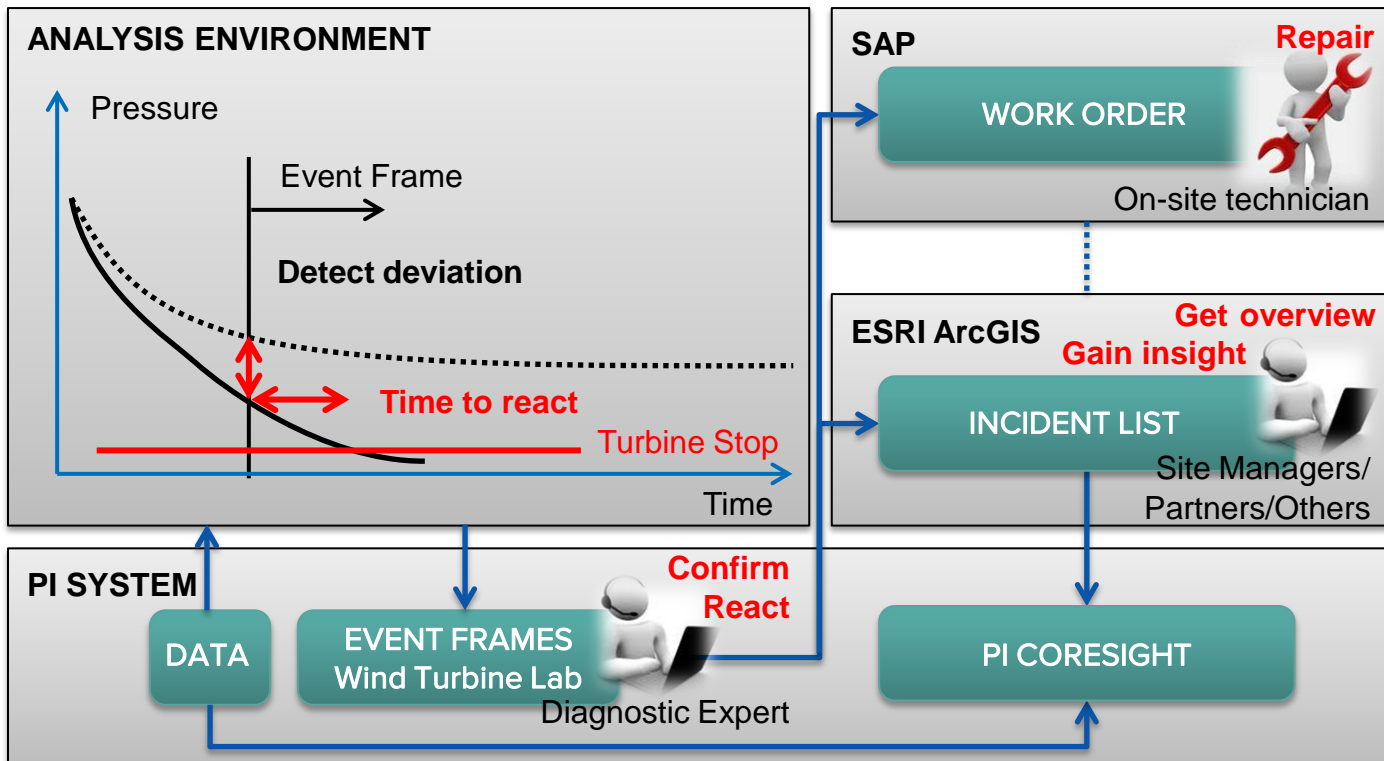 ANALYSIS ENVIRONMENT
Pressure
Event Frame
Detect deviation
Time to react
Turbine Stop
Time
SAP
Repair
WORK ORDER
On-site technician
ESRI ArcGIS
Get overview
Gain insight
INCIDENT LIST
Site Managers/
Partners/Others
PI SYSTEM
Confirm
React
DATA
EVENT FRAMES
Wind Turbine Lab
Diagnostic Expert
PI CORESIGHT